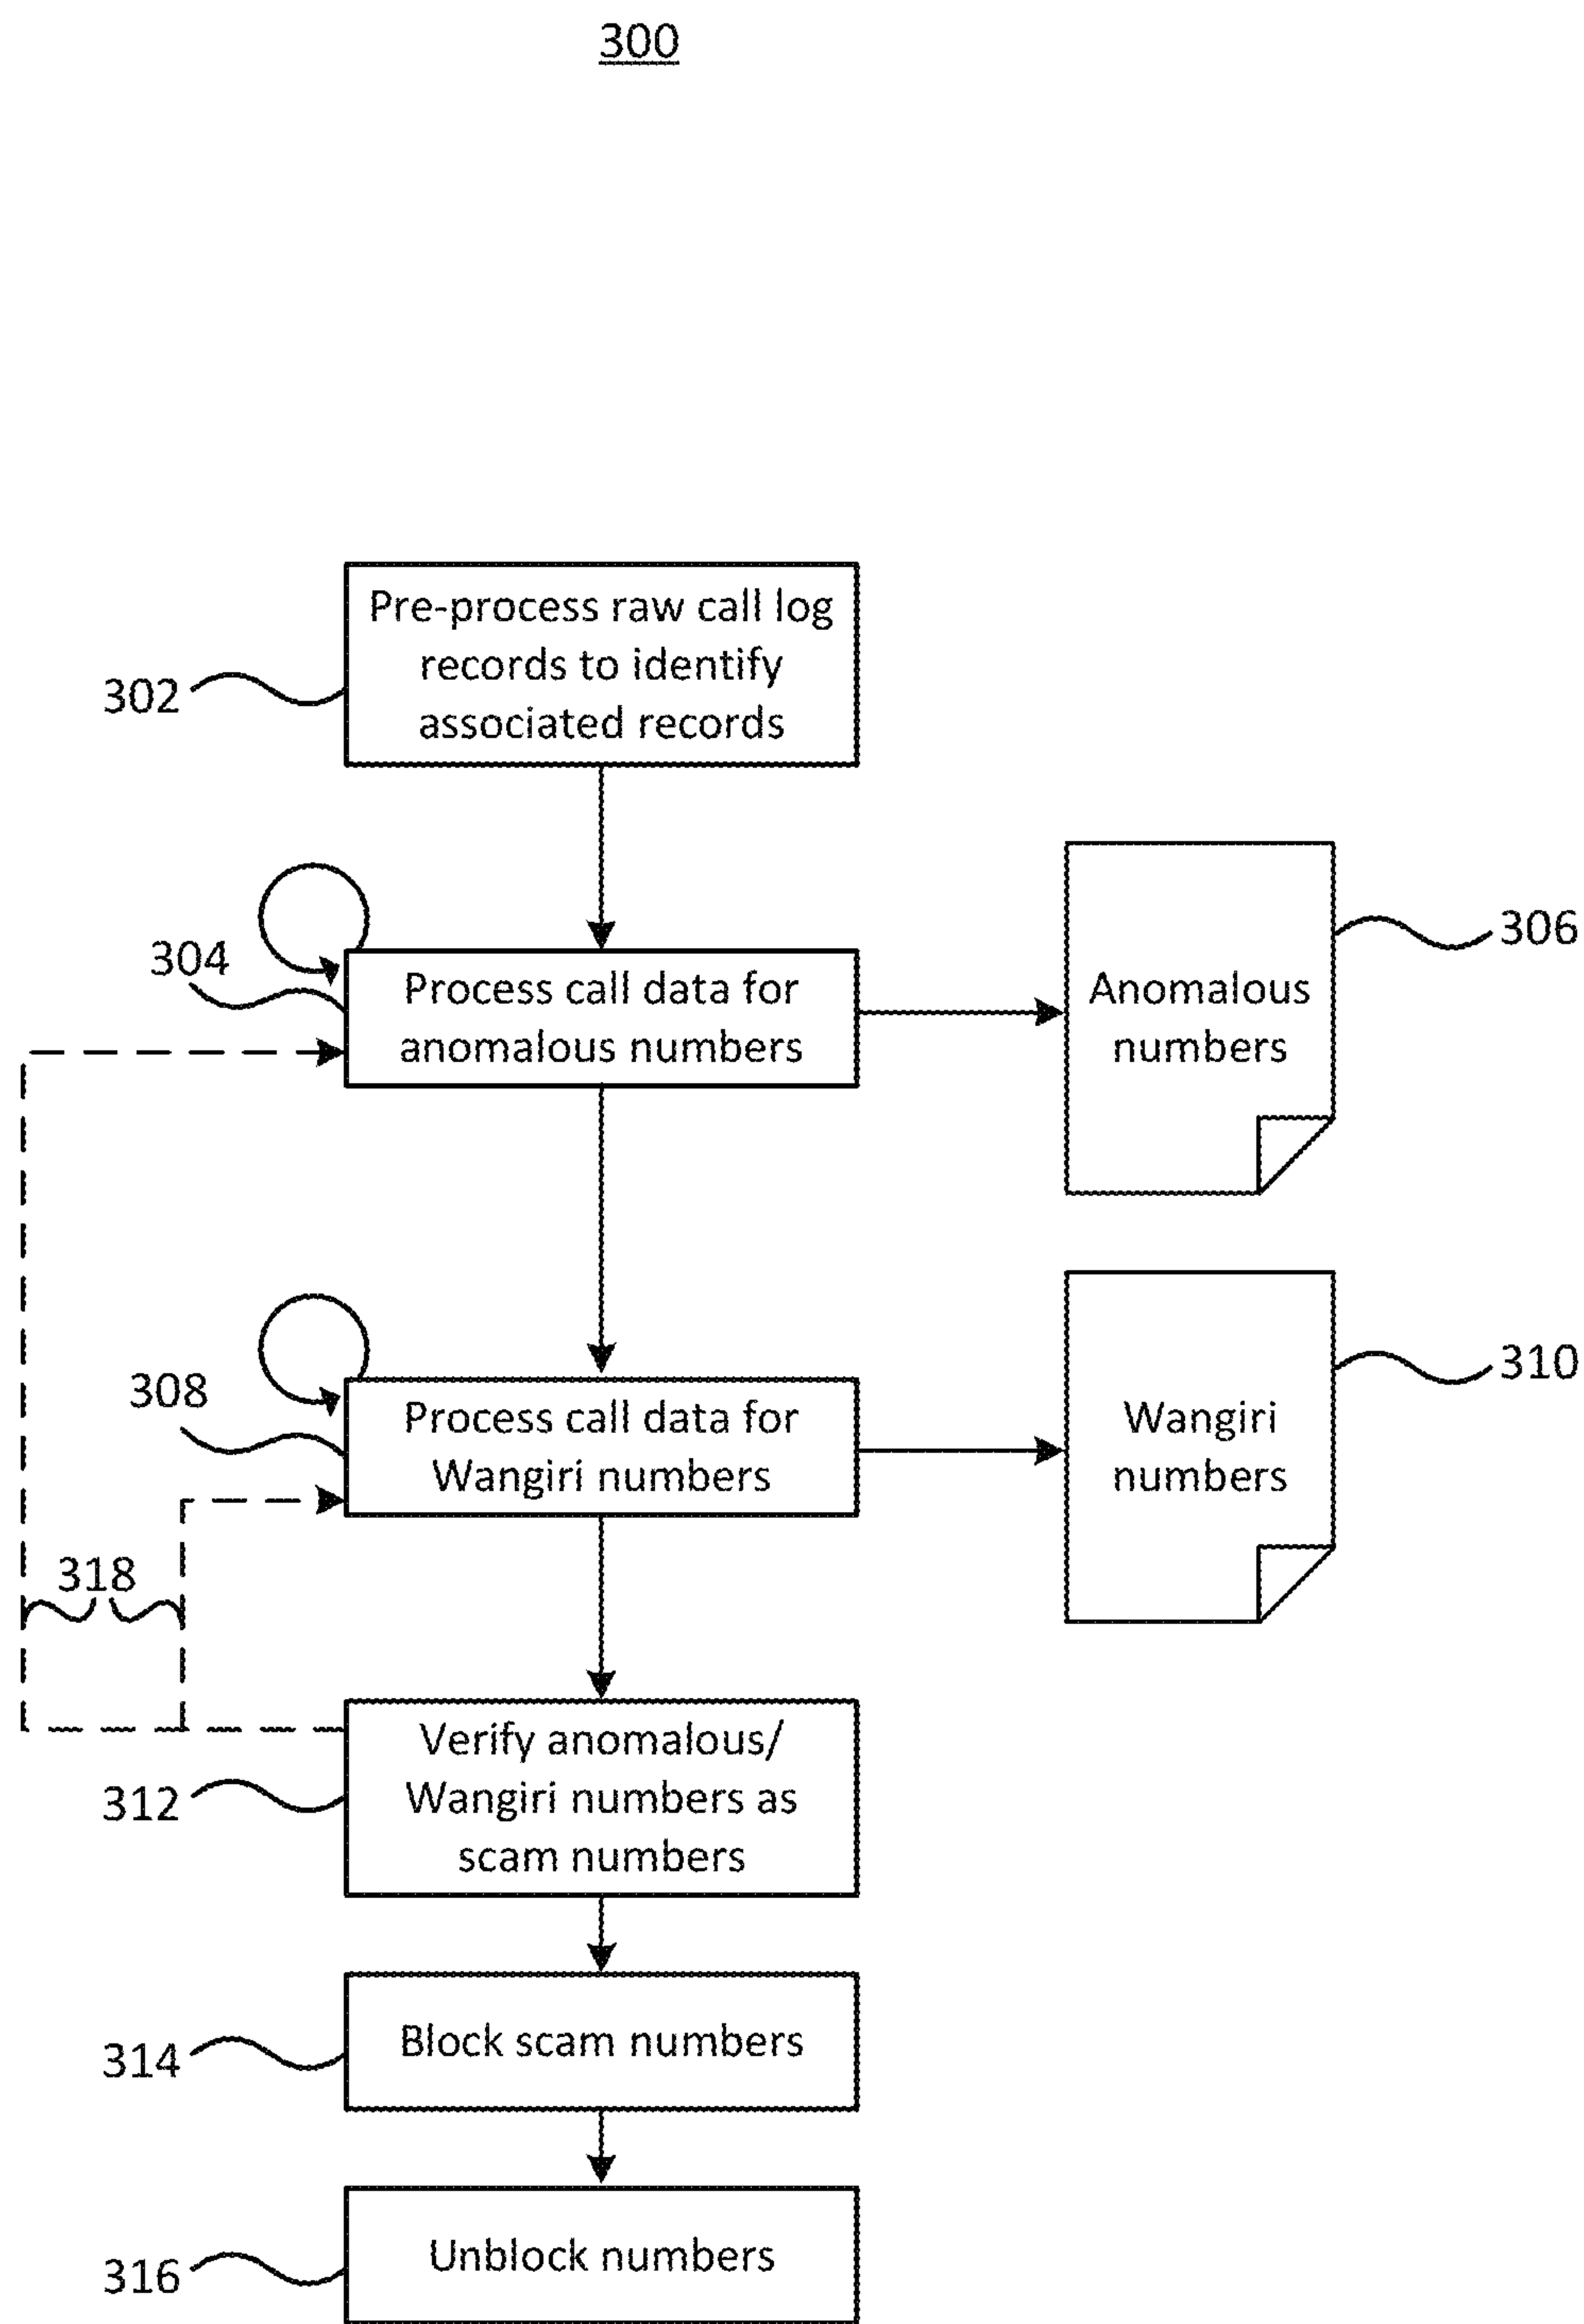 300
Pre-process raw call log
records to identify
associated records
302
304
Process call data for
anomalous numbers
Anomalous
numbers
306
308
Process call data for
Wangiri numbers
Wangiri
numbers
310
318
Verify anomalous/
Wangiri numbers as
scam numbers
312
Block scam numbers
314
Unblock numbers
316